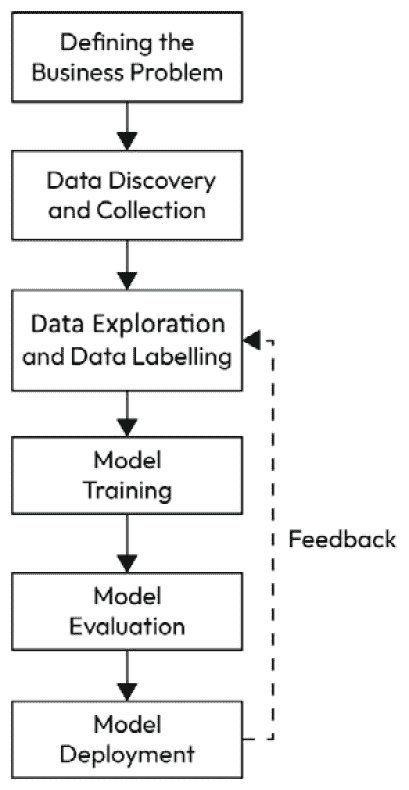 Defining the
Business Problem
Data Discovery
and Collection
Data Exploration
and Data Labelling
Model
Training
Feedback
Model
Evaluation
Model
Deployment